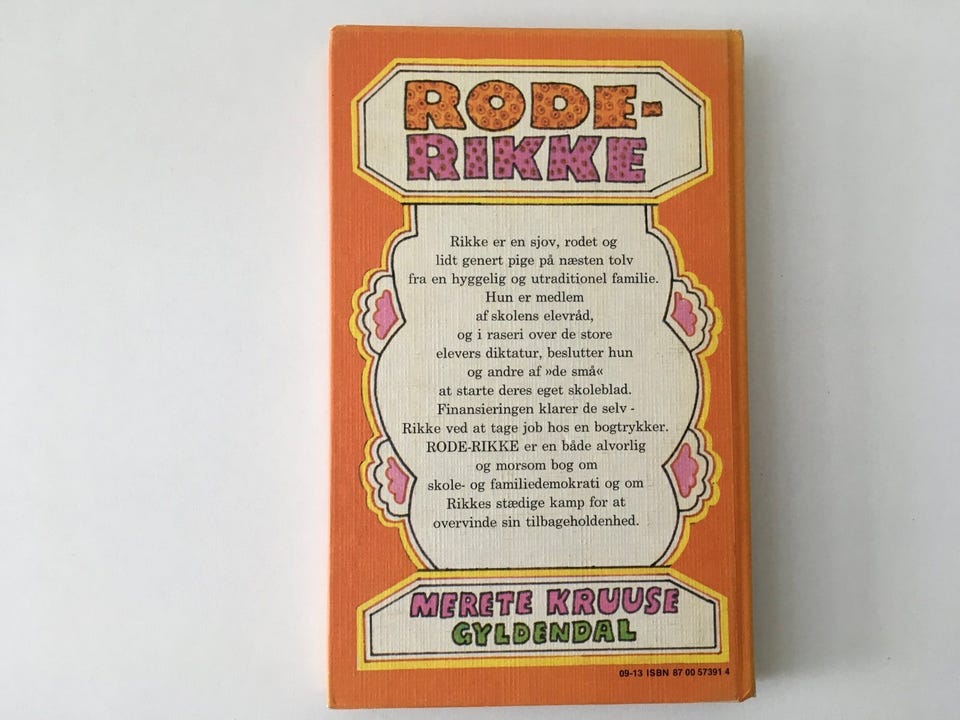 RODE-
RIKKE
Rikke er en sjov, rodet og
lidt genert pige på næsten tolv
fra en hyggelig og utraditionel familie.
Hun er medlem
af skolens elevråd,
og i raseri over de store
elevers diktatur, beslutter hun
og andre af »de små«
at starte deres eget skoleblad.
Finansieringen klarer de selv -
Rikke ved at tage job hos en bogtrykker.
RODE-RIKKE er en både alvorlig
og morsom bog om
skole- og familiedemokrati og om
Rikkes stædige kamp for at
overvinde sin tilbageholdenhed.
MERETE KRUUSE
GYLDENDAL
09-13 ISBN 87 00 57391 4